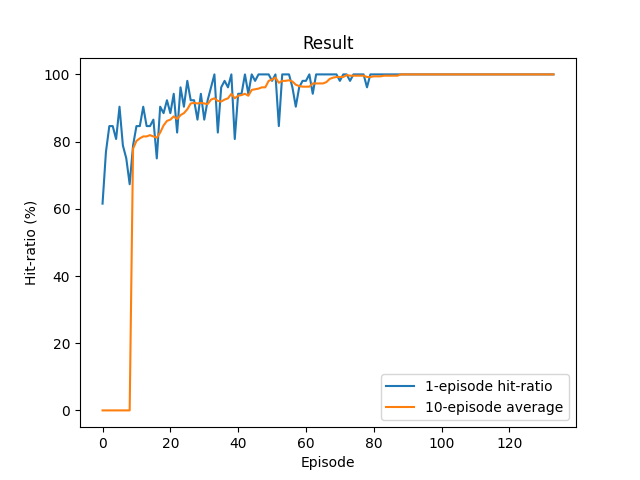 Result
Hit-ratio (%)
100
80
60
40
20
0
0 20 40 60 80 100 120
Episode
1-episode hit-ratio
10-episode average